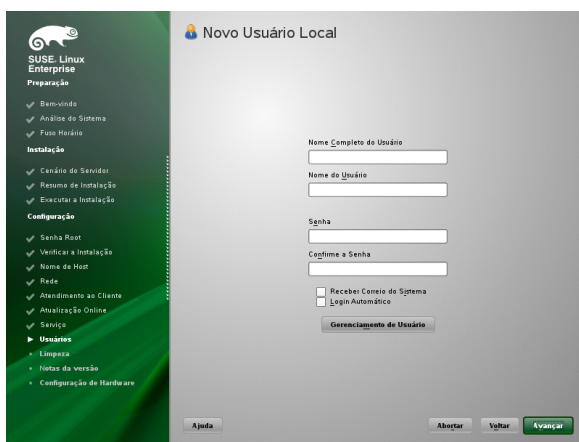 SUSE. Linux
Enterprise
Preparação
Bem-vindo
Análise do Sistema
Fuso Horário
Instalação
Cenário do Servidor
Resumo de Instalação
Executar a Instalação
Configuração
Senha Root
Verificar a Instalação
Nome de Host
Rede
Atendimento ao Cliente
Atualização Online
Serviço
Usuários
Limpeza
Notas da versão
Configuração de Hardware
Novo Usuário Local
Nome Completo do Usuário
Nome do Usuário
Senha
Confirme a Senha
Receber Correio do Sistema
Login Automático
Gerenciamento de Usuário
Ajuda
Abortar
Voltar
Avançar